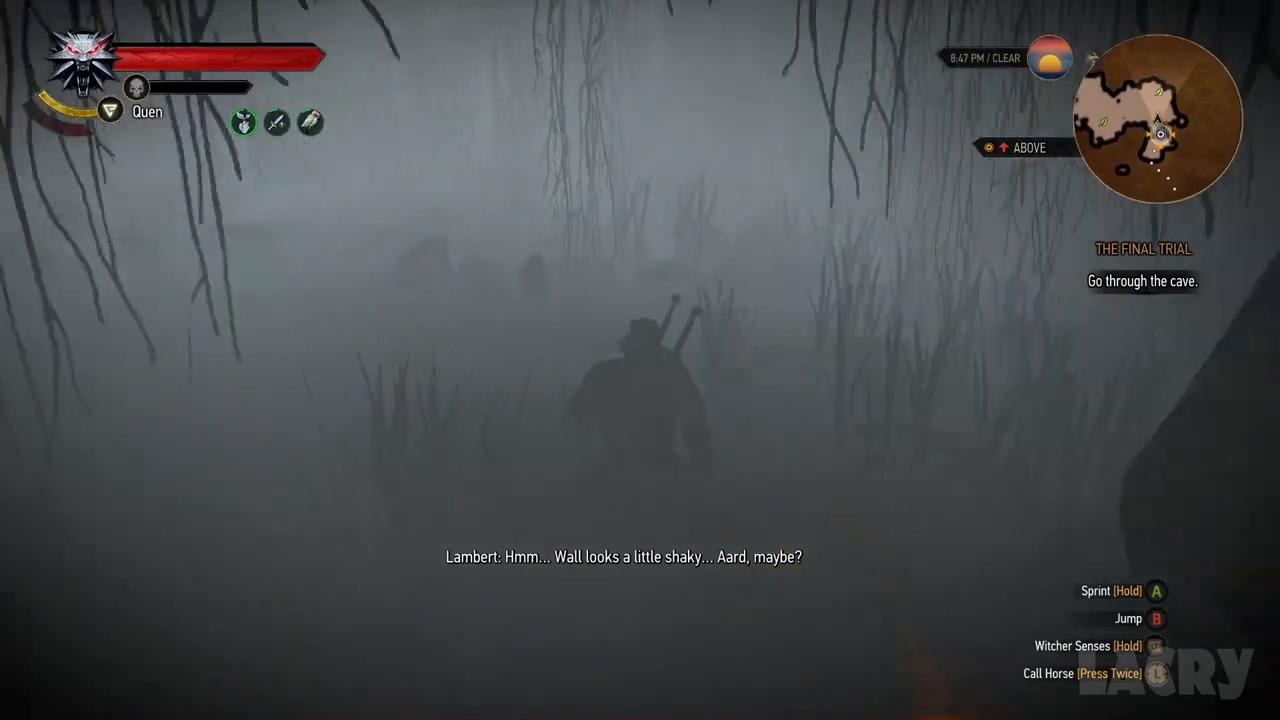 8:47 PM / CLEAR
Quen
ABOVE
THE FINAL TRIAL
Go through the cave.
Lambert: Hmm... Wall looks a little shaky... Aard, maybe?
Sprint [Hold] A
Jump B
Witcher Senses [Hold]
Call Horse [Press Twice] L
LACRY